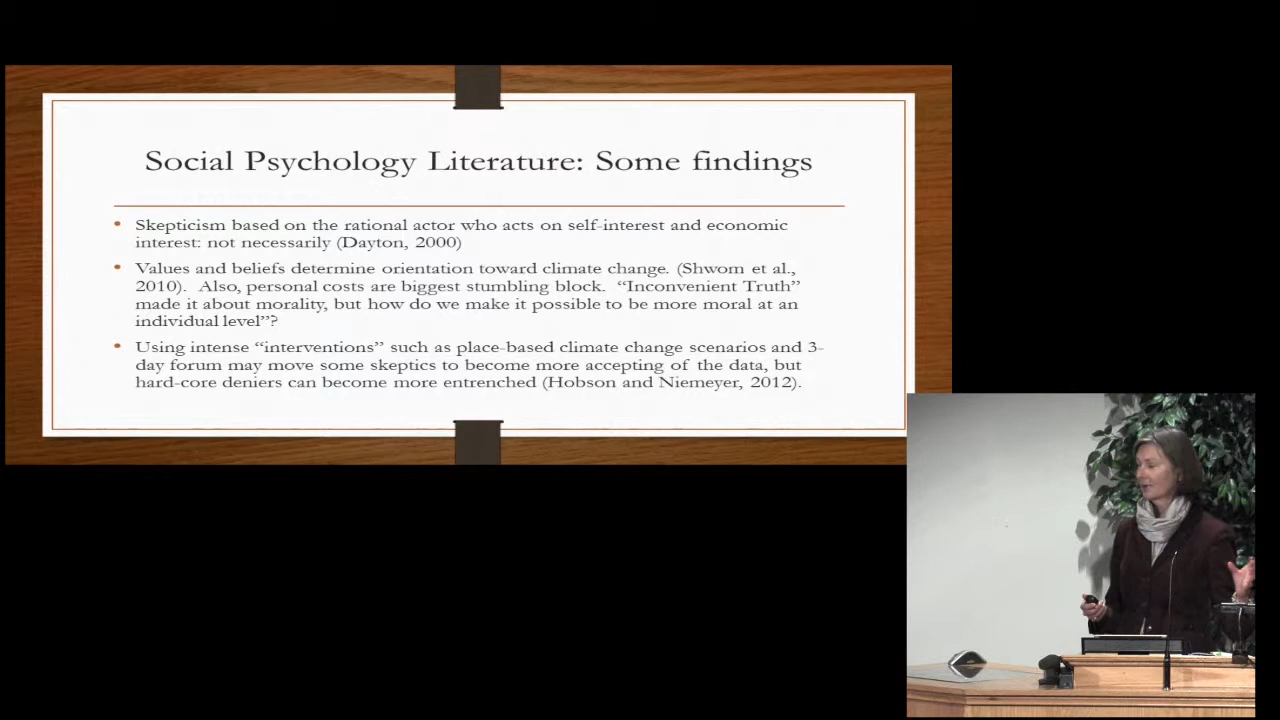 Social Psychology Literature: Some findings
• Skepticism based on the rational actor who acts on self-interest and economic
interest: not necessarily (Dayton, 2000)
• Values and beliefs determine orientation toward climate change. (Shwom et al.,
2010). Also, personal costs are biggest stumbling block. “Inconvenient Truth”
made it about morality, but how do we make it possible to be more moral at an
individual level”?
• Using intense “interventions” such as place-based climate change scenarios and 3-
day forum may move some skeptics to become more accepting of the data, but
hard-core deniers can become more entrenched (Hobson and Niemeyer, 2012).